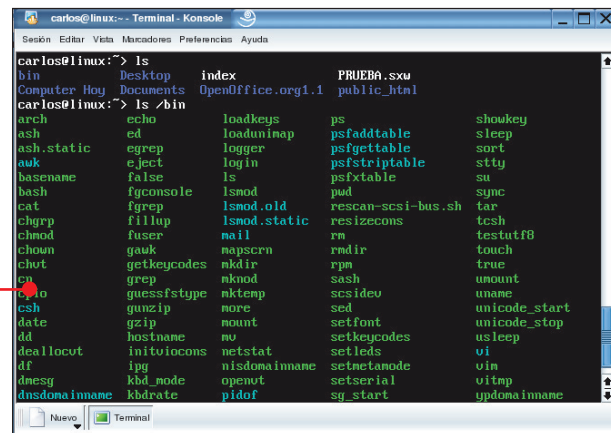 carlos@linux:~ - Terminal - Konsole
Sesión Editar Vista Marcadores Preferencias Ayuda
carlos@linux:~> ls
bin Desktop index PRUEBA.sxw
Computer Hoy Documents OpenOffice.org1.1 public_html
carlos@linux:~> ls /bin
arch echo loadkeys ps showkey
ash ed loadunimap psfaddtable sleep
ash.static egrep logger psfgettable sort
awk eject login psfstriptable stty
basename false ls psfxtable su
bash fgconsole lsmod pwd sync
cat fgrep lsmod.old rescan-scsi-bus.sh tar
chgrp fillup lsmod.static resizecons tcsh
chmod fuser mail rm testutf8
chown gawk mapscrn rmdir touch
chvt getkeycodes mkdir rpm true
cp grep mknod sash umount
cpio guessfstype mktemp scsidev uname
csh gunzip more sed unicode_start
date gzip mount setfont unicode_stop
dd hostname mv setkeycodes usleep
deallocvt initviocons netstat setleds vi
df ipg nisdomainname setmetamode vim
dmesg kbd_mode openvt setserial vitmp
dnsdomainname kbdrate pidof sg_start ypdomainname
Nuevo Terminal